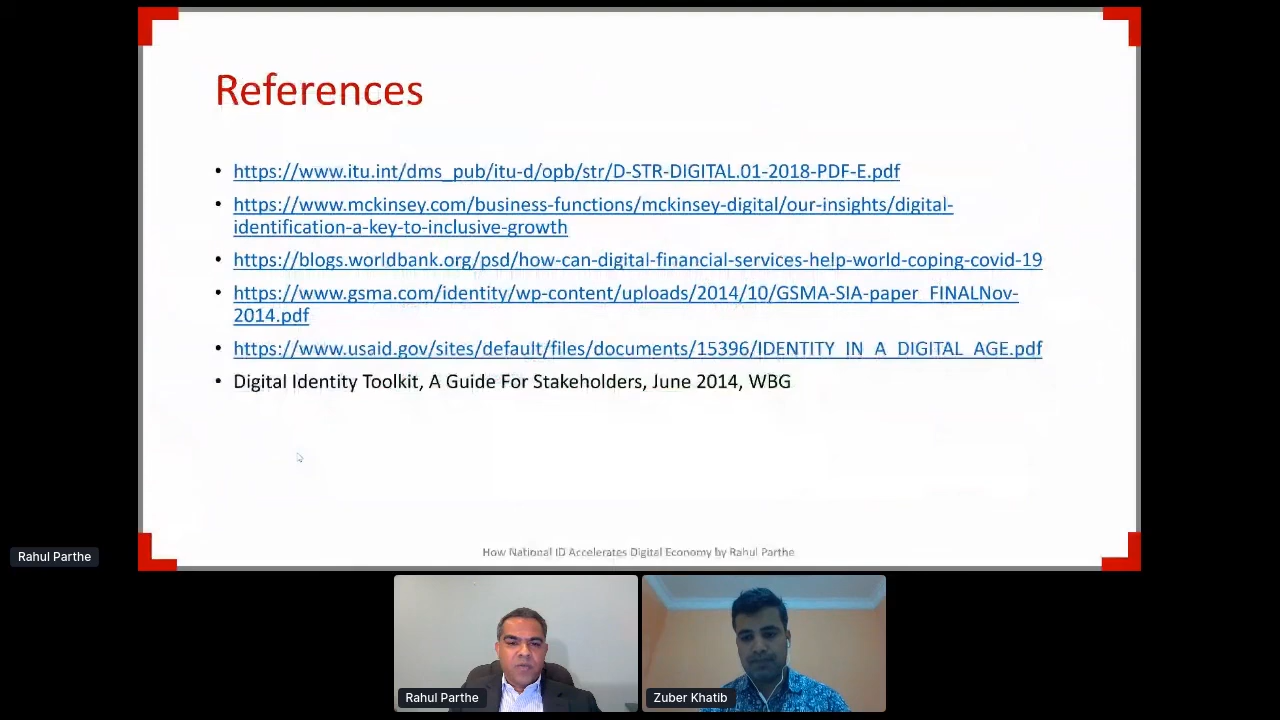 References
• https://www.itu.int/dms_pub/itu-d/opb/str/D-STR-DIGITAL.01-2018-PDF-E.pdf
• https://www.mckinsey.com/business-functions/mckinsey-digital/our-insights/digital-
identification-a-key-to-inclusive-growth
• https://blogs.worldbank.org/psd/how-can-digital-financial-services-help-world-coping-covid-19
• https://www.gsma.com/identity/wp-content/uploads/2014/10/GSMA-SIA-paper_FINALNov-
2014.pdf
• https://www.usaid.gov/sites/default/files/documents/15396/IDENTITY_IN_A_DIGITAL_AGE.pdf
• Digital Identity Toolkit, A Guide For Stakeholders, June 2014, WBG
How National ID Accelerates Digital Economy by Rahul Parthe
Rahul Parthe
Rahul Parthe
Zuber Khatib